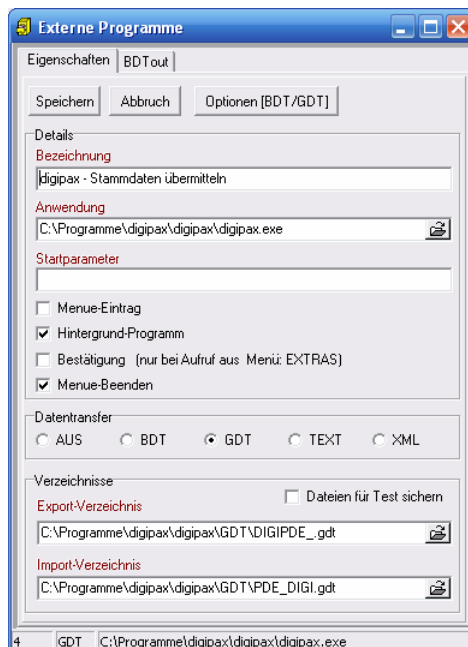 Externe Programme
Eigenschaften BDTout
Speichern Abbruch Optionen [BDT/GDT]
Details
Bezeichnung
digipax - Stammdaten übermitteln
Anwendung
C:\Programme\digipax\digipax\digipax.exe
Startparameter
Menue-Eintrag
Hintergrund-Programm
Bestätigung (nur bei Aufruf aus Menü: EXTRAS)
Menue-Beenden
Datentransfer
AUS BDT GDT TEXT XML
Verzeichnisse
Dateien für Test sichern
Export-Verzeichnis
C:\Programme\digipax\digipax\GDT\DIGIPDE_.gdt
Import-Verzeichnis
C:\Programme\digipax\digipax\GDT\PDE_DIGI.gdt
4 GDT C:\Programme\digipax\digipax\digipax.exe